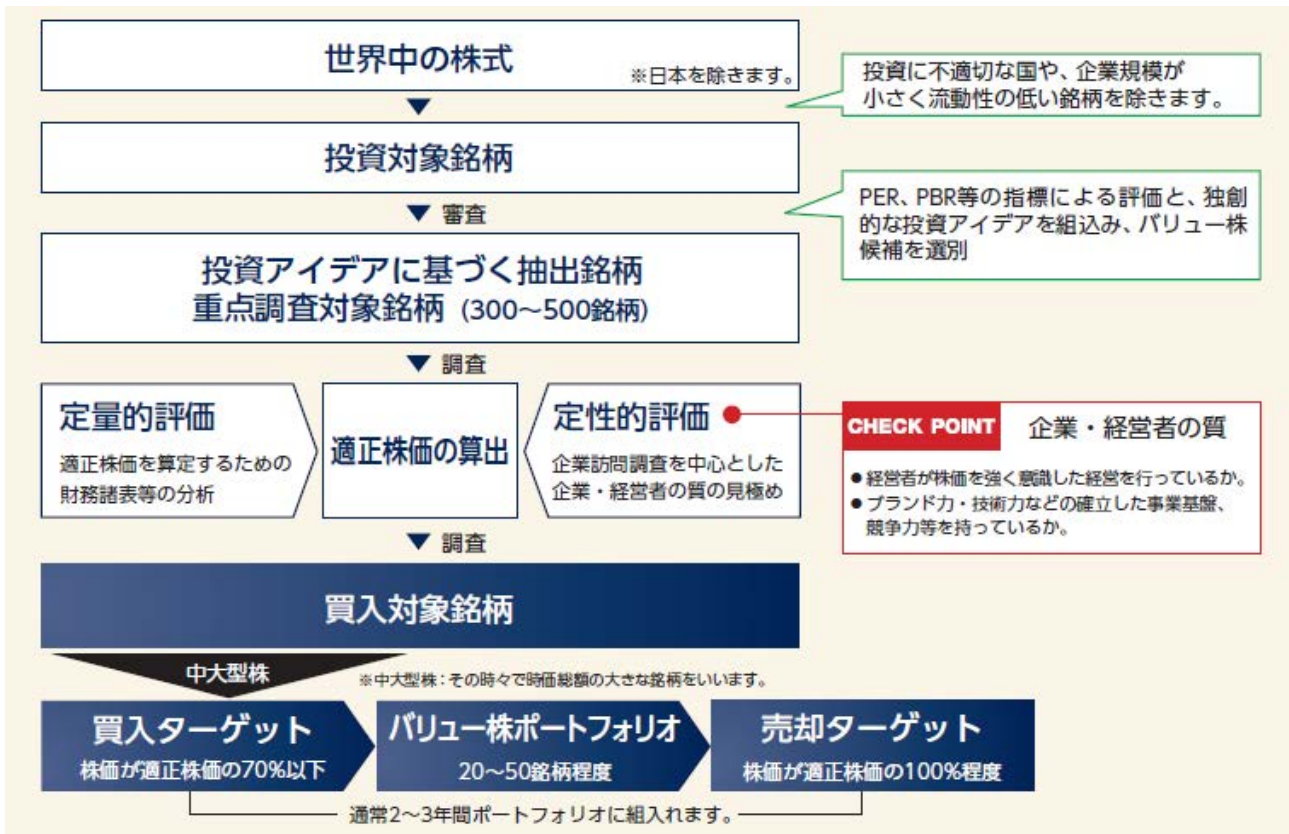 世界中の株式
※日本を除きます。
投資に不適切な国や、企業規模が
小さく流動性の低い銘柄を除きます。
▼
投資対象銘柄
▼ 審査
PER、PBR等の指標による評価と、独創
的な投資アイデアを組込み、バリュー株
候補を選別
投資アイデアに基づく抽出銘柄
重点調査対象銘柄 (300～500銘柄)
▼ 調査
定量的評価
適正株価を算定するための
財務諸表等の分析
適正株価の算出
定性的評価
企業訪問調査を中心とした
企業・経営者の質の見極め
CHECK POINT 企業・経営者の質
●経営者が株価を強く意識した経営を行っているか。
●ブランド力・技術力などの確立した事業基盤、
競争力等を持っているか。
▼ 調査
買入対象銘柄
中大型株
※中大型株：その時々で時価総額の大きな銘柄をいいます。
買入ターゲット
株価が適正株価の70%以下
バリュー株ポートフォリオ
20～50銘柄程度
売却ターゲット
株価が適正株価の100%程度
通常2～3年間ポートフォリオに組入れます。